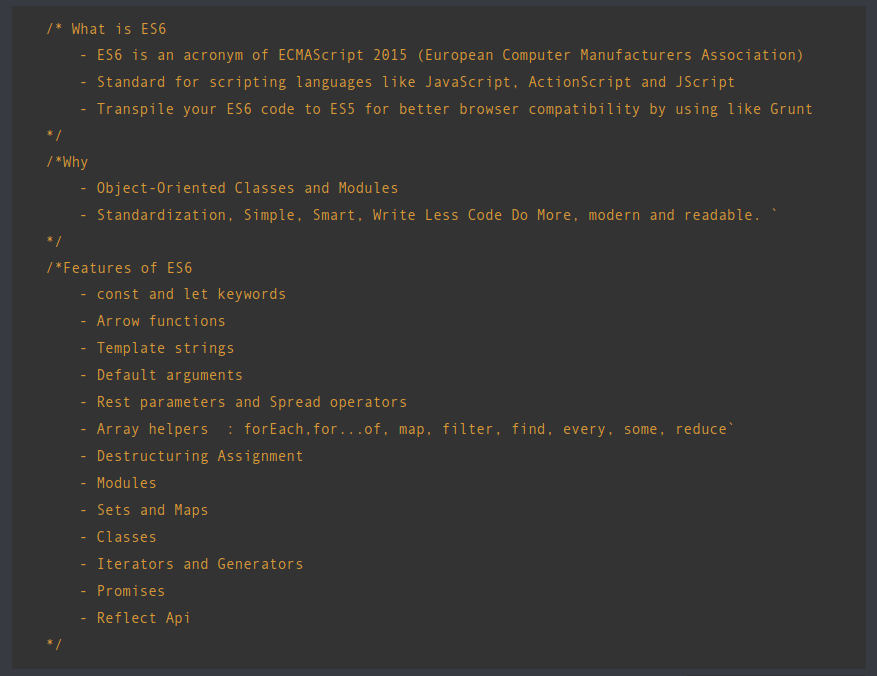 /* What is ES6
- ES6 is an acronym of ECMAScript 2015 (European Computer Manufacturers Association)
- Standard for scripting languages like JavaScript, ActionScript and JScript
- Transpile your ES6 code to ES5 for better browser compatibility by using like Grunt
*/
/*Why
- Object-Oriented Classes and Modules
- Standardization, Simple, Smart, Write Less Code Do More, modern and readable. `
*/
/*Features of ES6
- const and let keywords
- Arrow functions
- Template strings
- Default arguments
- Rest parameters and Spread operators
- Array helpers  : forEach,for...of, map, filter, find, every, some, reduce`
- Destructuring Assignment
- Modules
- Sets and Maps
- Classes
- Iterators and Generators
- Promises
- Reflect Api
*/